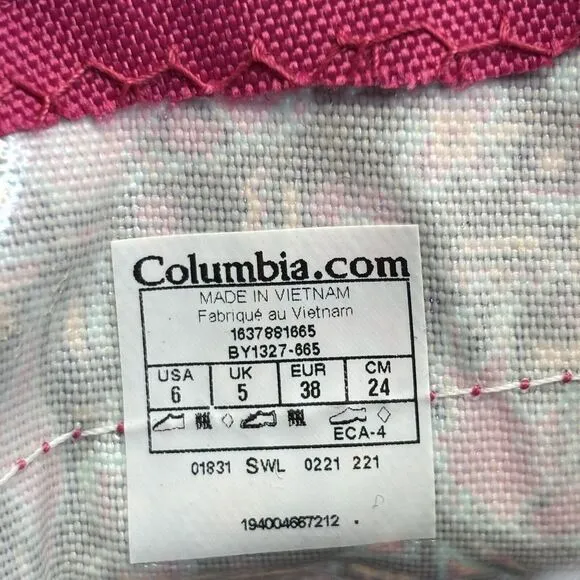 Columbia.com
MADE IN VIETNAM
Fabriqué au Vietnam
1637881665
BY1327-665
USA UK EUR CM
6 5 38 24
ECA-4
01831 SWL 0221 221
194004667212